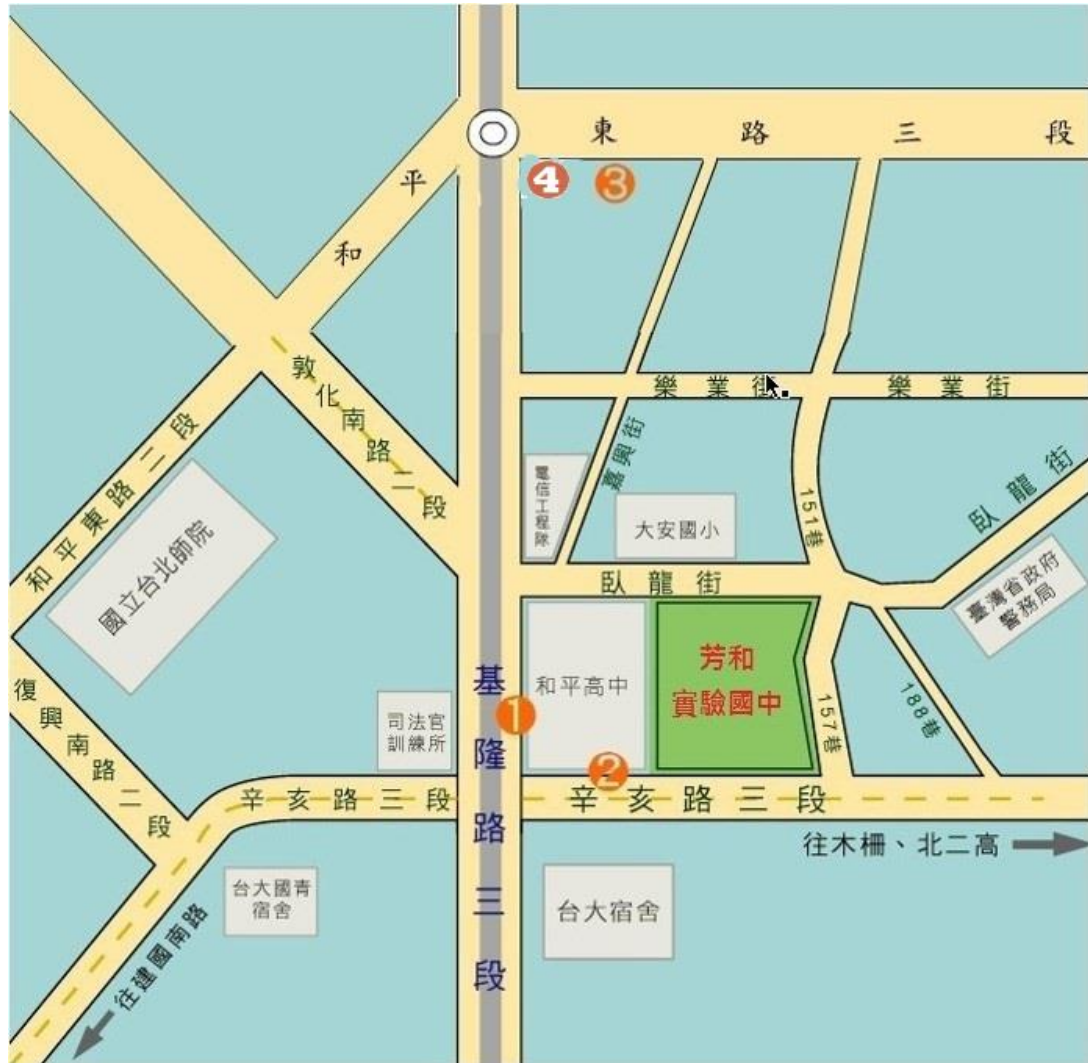 和平東路三段
4
3
敦化南路二段
樂業街
樂業街
和平東路二段
嘉興街
電信工程隊
大安國小
151巷
臥龍街
國立台北師院
臥龍街
臺灣省政府
警務局
芳和
實驗國中
和平高中
1
基隆路三段
司法官
訓練所
157巷
188巷
復興南路二段
2
辛亥路三段
辛亥路三段
往木柵、北二高
台大國青
宿舍
台大宿舍
往建國南路